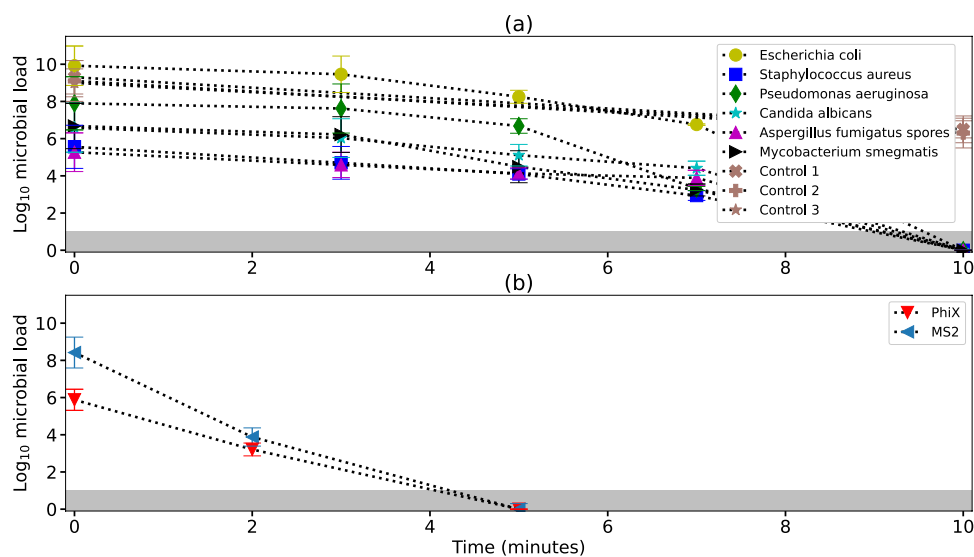 (a)
Log₁₀ microbial load
10
8
6
4
2
0
Escherichia coli
Staphylococcus aureus
Pseudomonas aeruginosa
Candida albicans
Aspergillus fumigatus spores
Mycobacterium smegmatis
Control 1
Control 2
Control 3
0 2 4 6 8 10
(b)
Log₁₀ microbial load
10
8
6
4
2
0
PhiX
MS2
0 2 4 6 8 10
Time (minutes)